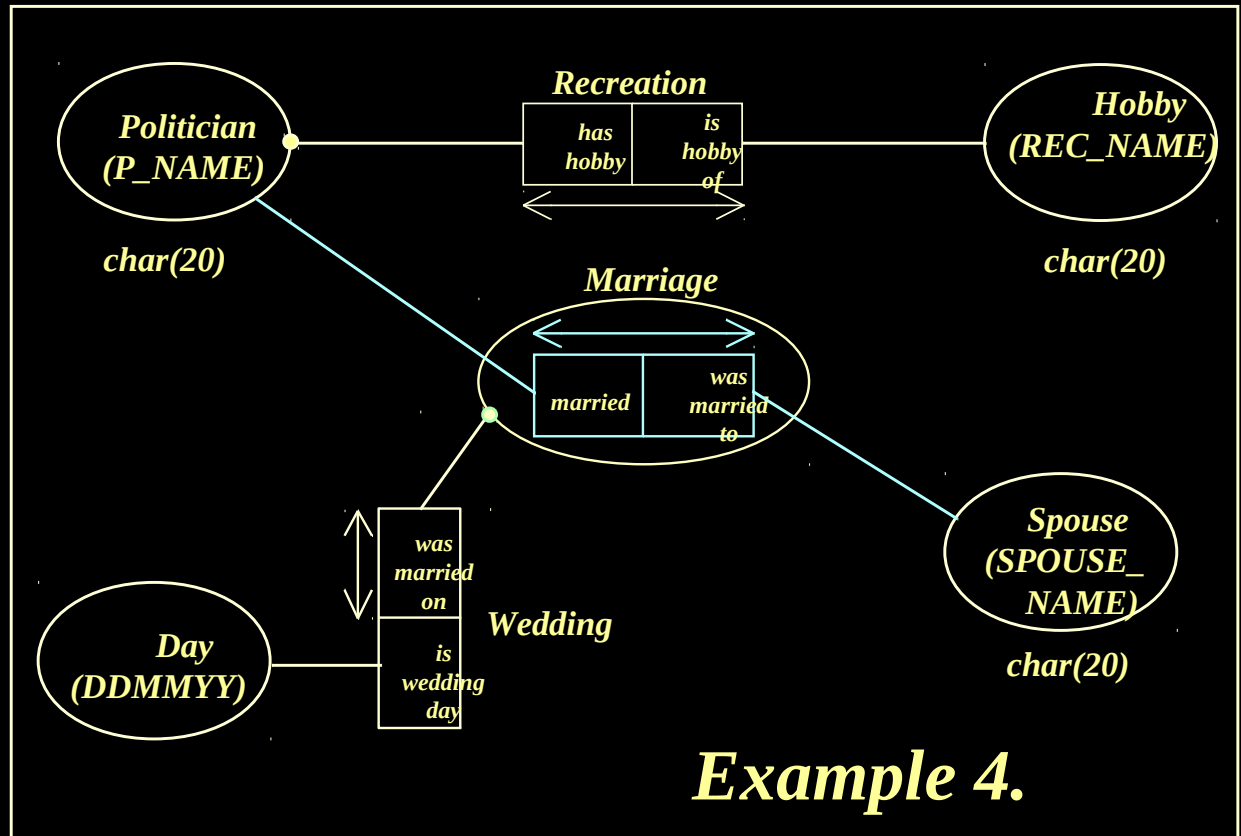 Recreation
Politician
(P_NAME)
has
hobby
is
hobby
of
Hobby
(REC_NAME)
char(20)
char(20)
Marriage
married
was
married
to
was
married
on
Wedding
Spouse
(SPOUSE_
NAME)
char(20)
Day
(DDMMYY)
is
wedding
day
Example 4.